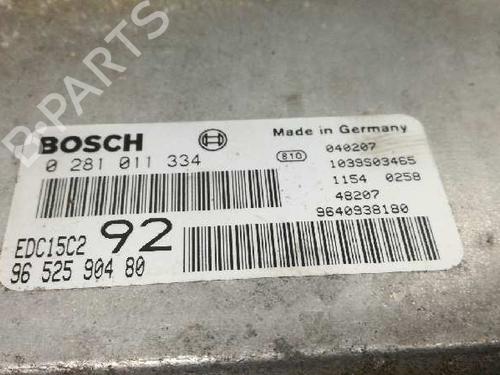 BOSCH
Made in Germany
0 281 011 334
810
040207
1039S03465
1154 0258
48207
9640938180
EDC15C2
92
96 525 904 80
B-PARTS